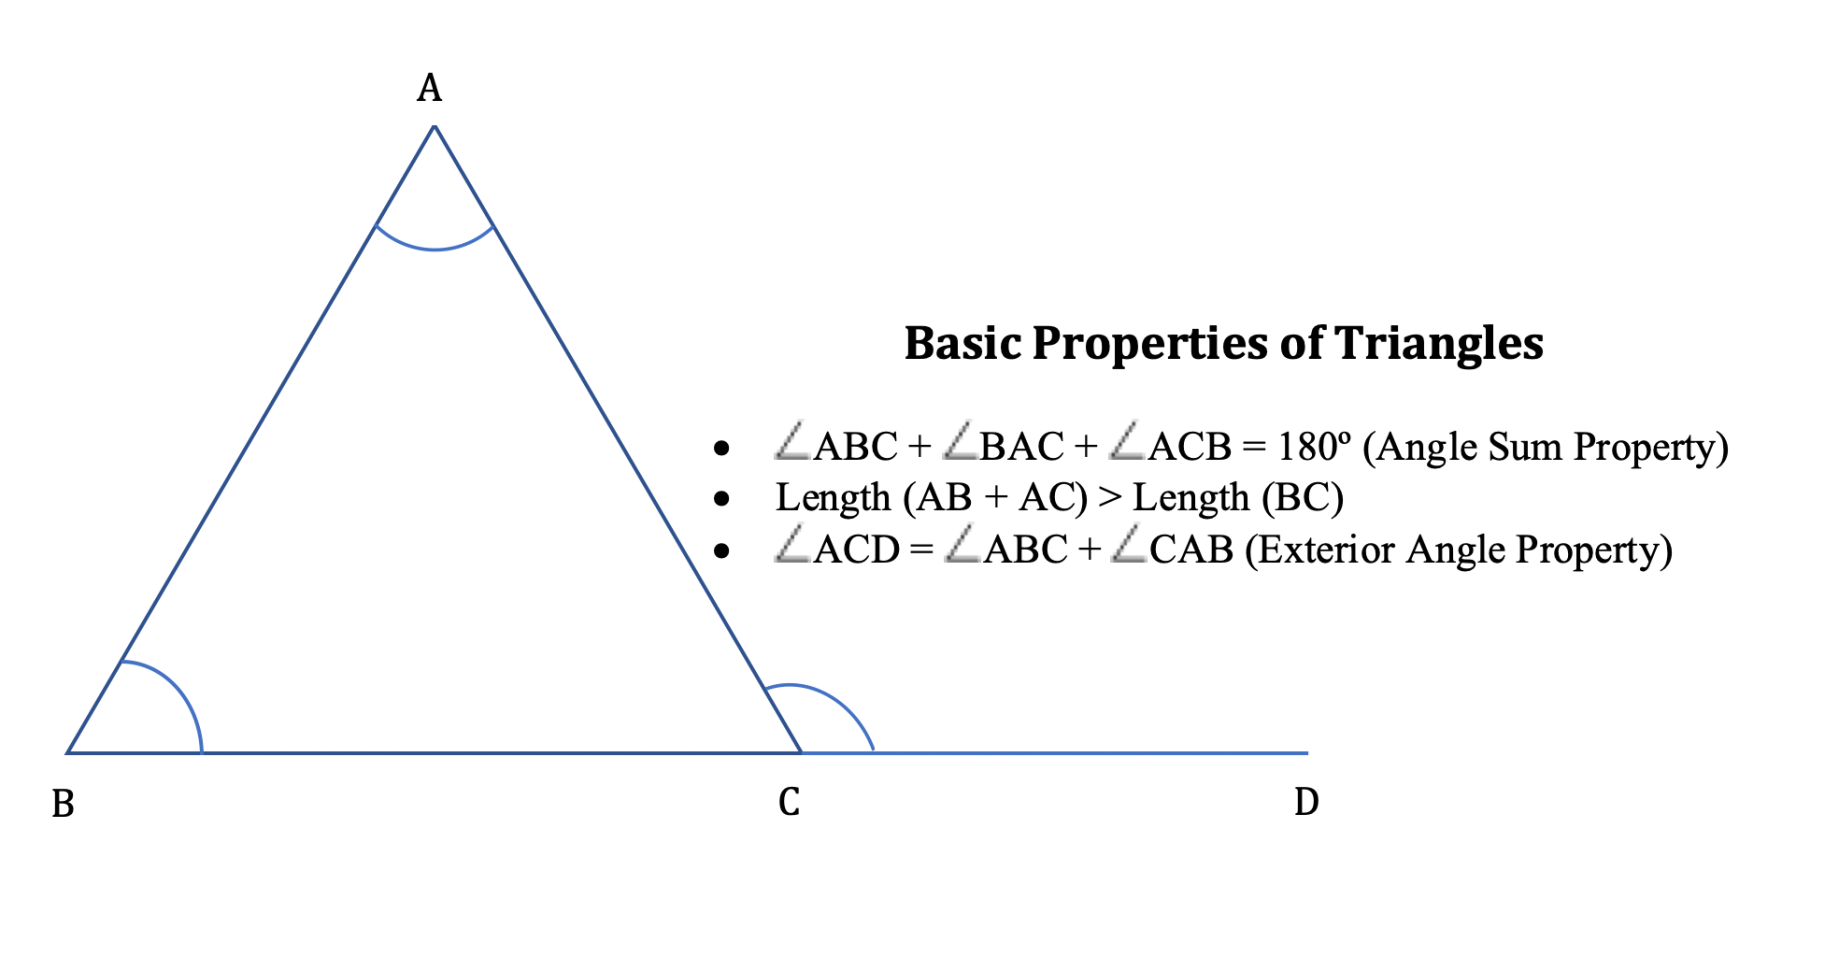 A
Basic Properties of Triangles
• ∠ABC + ∠BAC + ∠ACB = 180º (Angle Sum Property)
• Length (AB + AC) > Length (BC)
• ∠ACD = ∠ABC + ∠CAB (Exterior Angle Property)
B C D